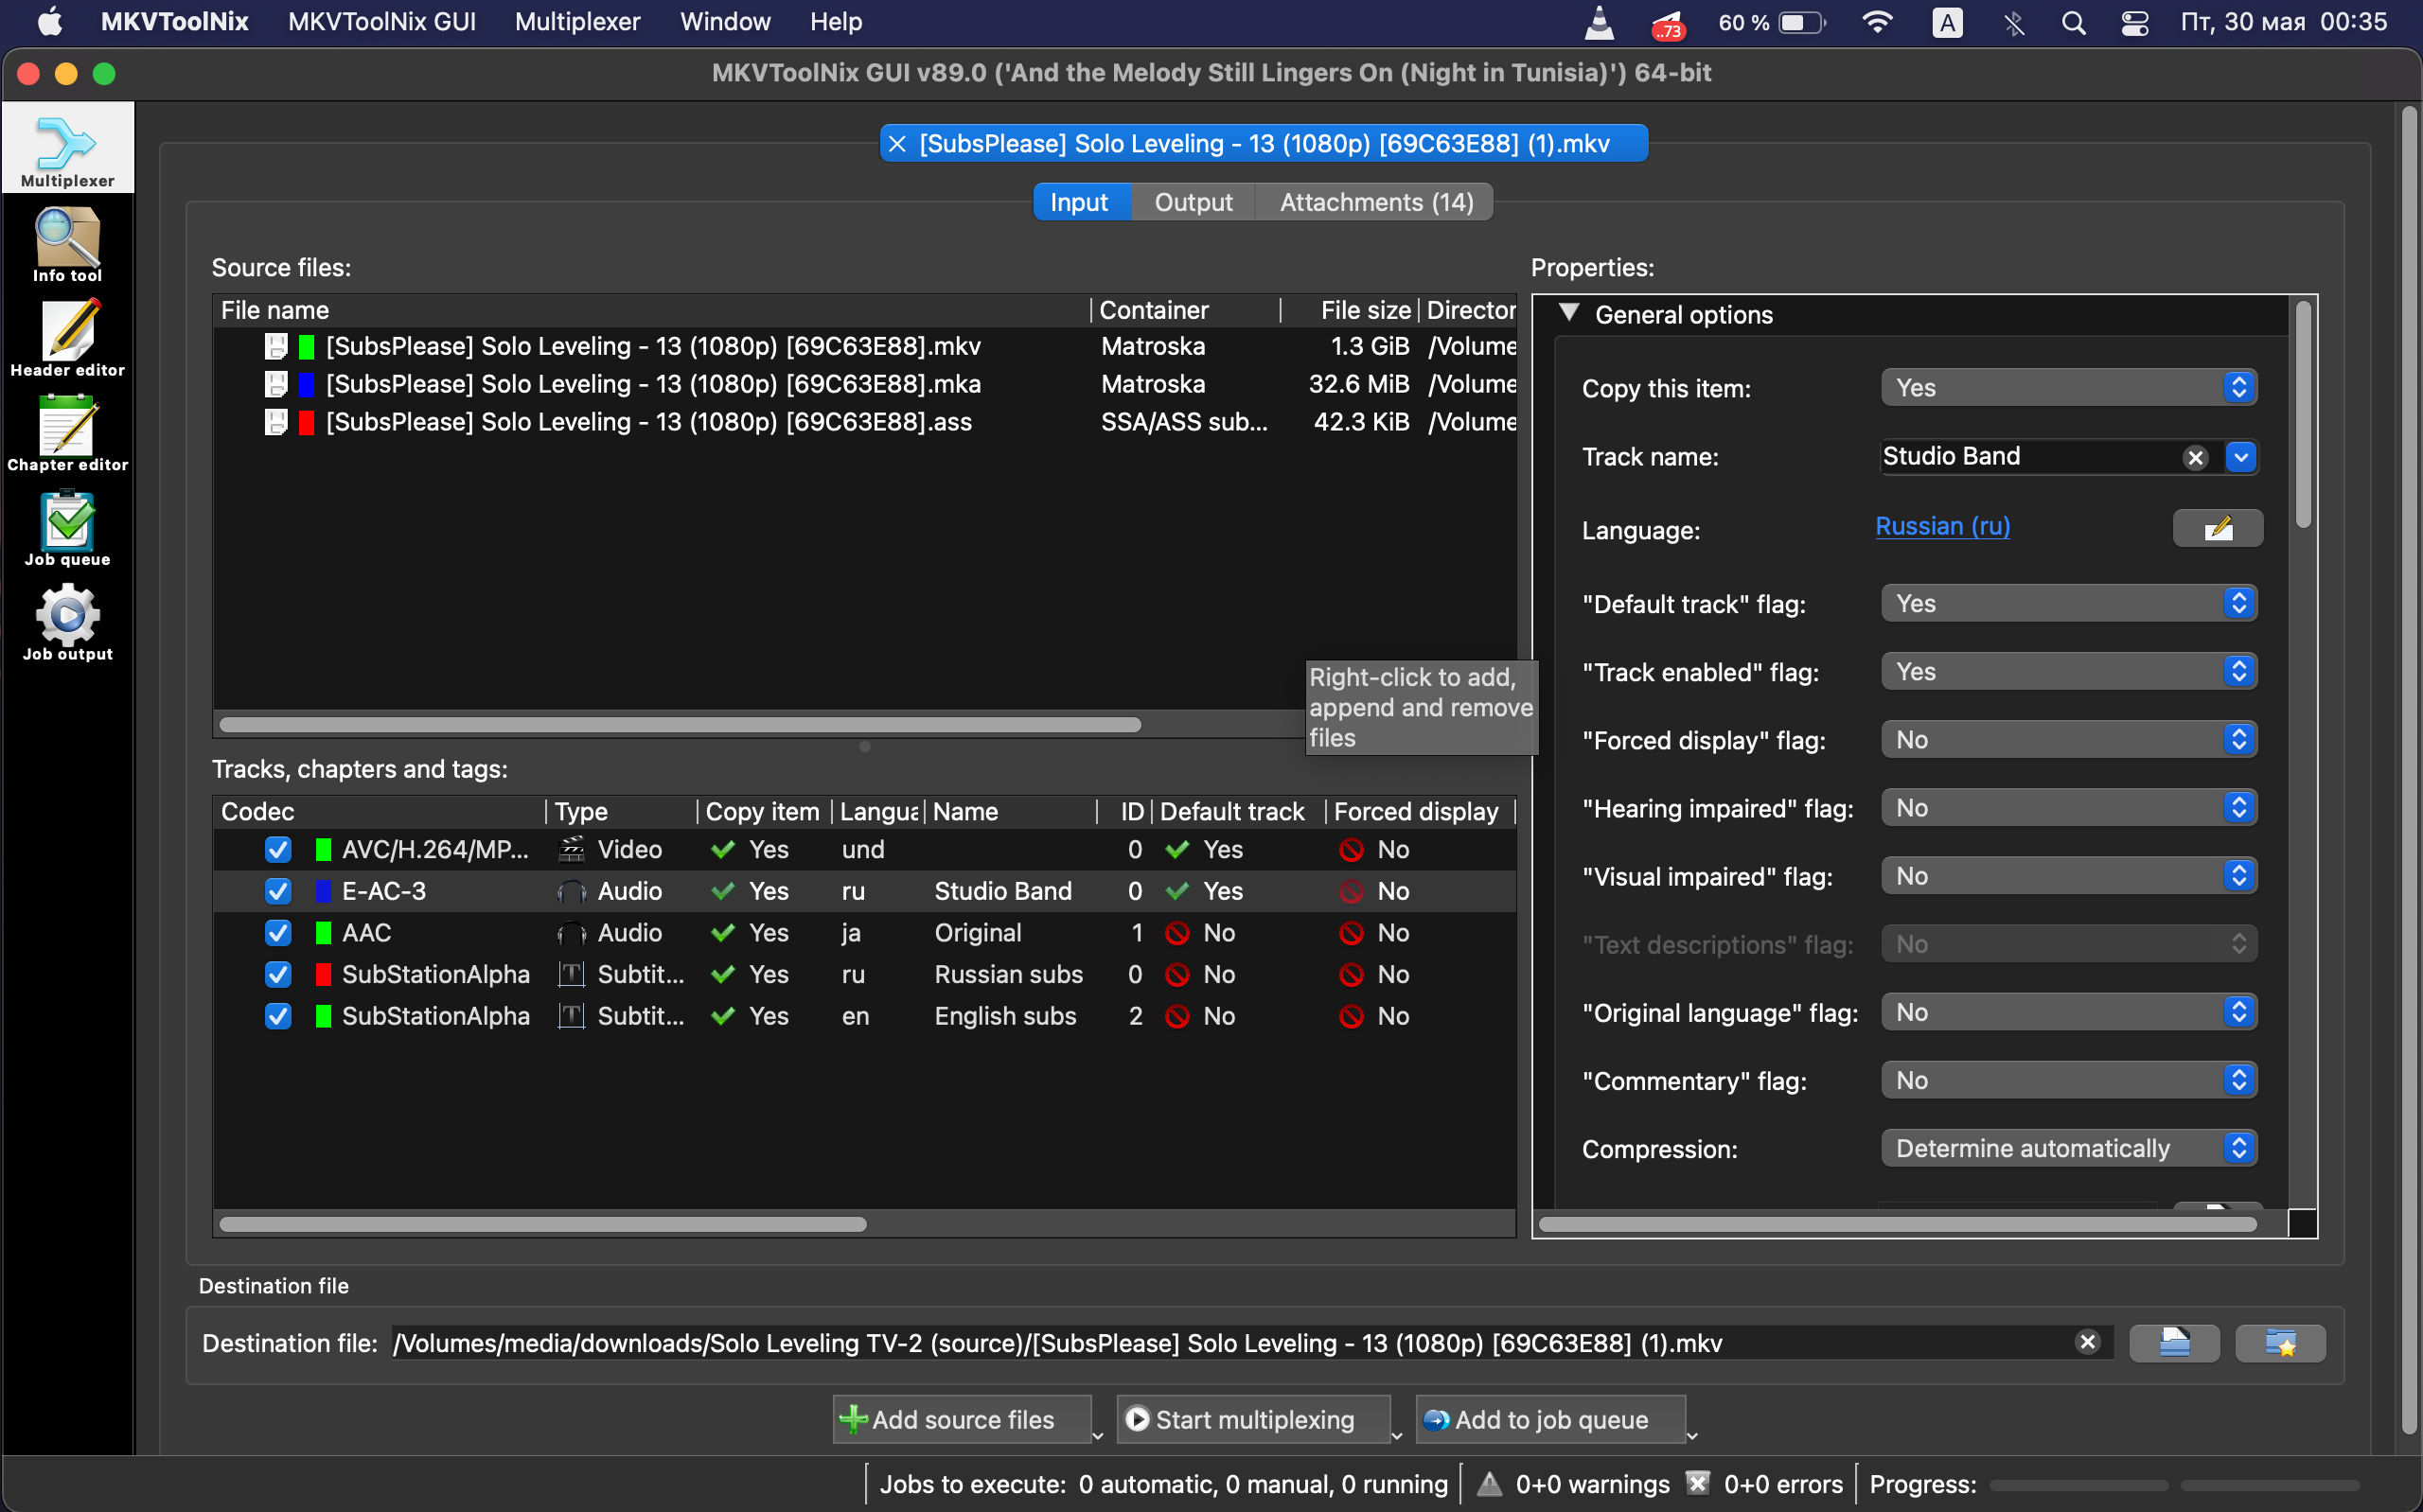 MKVToolNix MKVToolNix GUI Multiplexer Window Help ..73 60 % A Пт, 30 мая 00:35
MKVToolNix GUI v89.0 ('And the Melody Still Lingers On (Night in Tunisia)') 64-bit
Multiplexer
Info tool
Header editor
Chapter editor
Job queue
Job output
[SubsPlease] Solo Leveling - 13 (1080p) [69C63E88] (1).mkv
Input Output Attachments (14)
Source files:
File name Container File size Director
[SubsPlease] Solo Leveling - 13 (1080p) [69C63E88].mkv Matroska 1.3 GiB /Volume
[SubsPlease] Solo Leveling - 13 (1080p) [69C63E88].mka Matroska 32.6 MiB /Volume
[SubsPlease] Solo Leveling - 13 (1080p) [69C63E88].ass SSA/ASS sub... 42.3 KiB /Volume
Right-click to add,
append and remove
files
Tracks, chapters and tags:
Codec Type Copy item Langua Name ID Default track Forced display
AVC/H.264/MP... Video Yes und 0 Yes No
E-AC-3 Audio Yes ru Studio Band 0 Yes No
AAC Audio Yes ja Original 1 No No
SubStationAlpha Subtit... Yes ru Russian subs 0 No No
SubStationAlpha Subtit... Yes en English subs 2 No No
Properties:
General options
Copy this item: Yes
Track name: Studio Band
Language: Russian (ru)
"Default track" flag: Yes
"Track enabled" flag: Yes
"Forced display" flag: No
"Hearing impaired" flag: No
"Visual impaired" flag: No
"Text descriptions" flag: No
"Original language" flag: No
"Commentary" flag: No
Compression: Determine automatically
Destination file
Destination file: /Volumes/media/downloads/Solo Leveling TV-2 (source)/[SubsPlease] Solo Leveling - 13 (1080p) [69C63E88] (1).mkv
Add source files Start multiplexing Add to job queue
Jobs to execute: 0 automatic, 0 manual, 0 running 0+0 warnings 0+0 errors Progress: